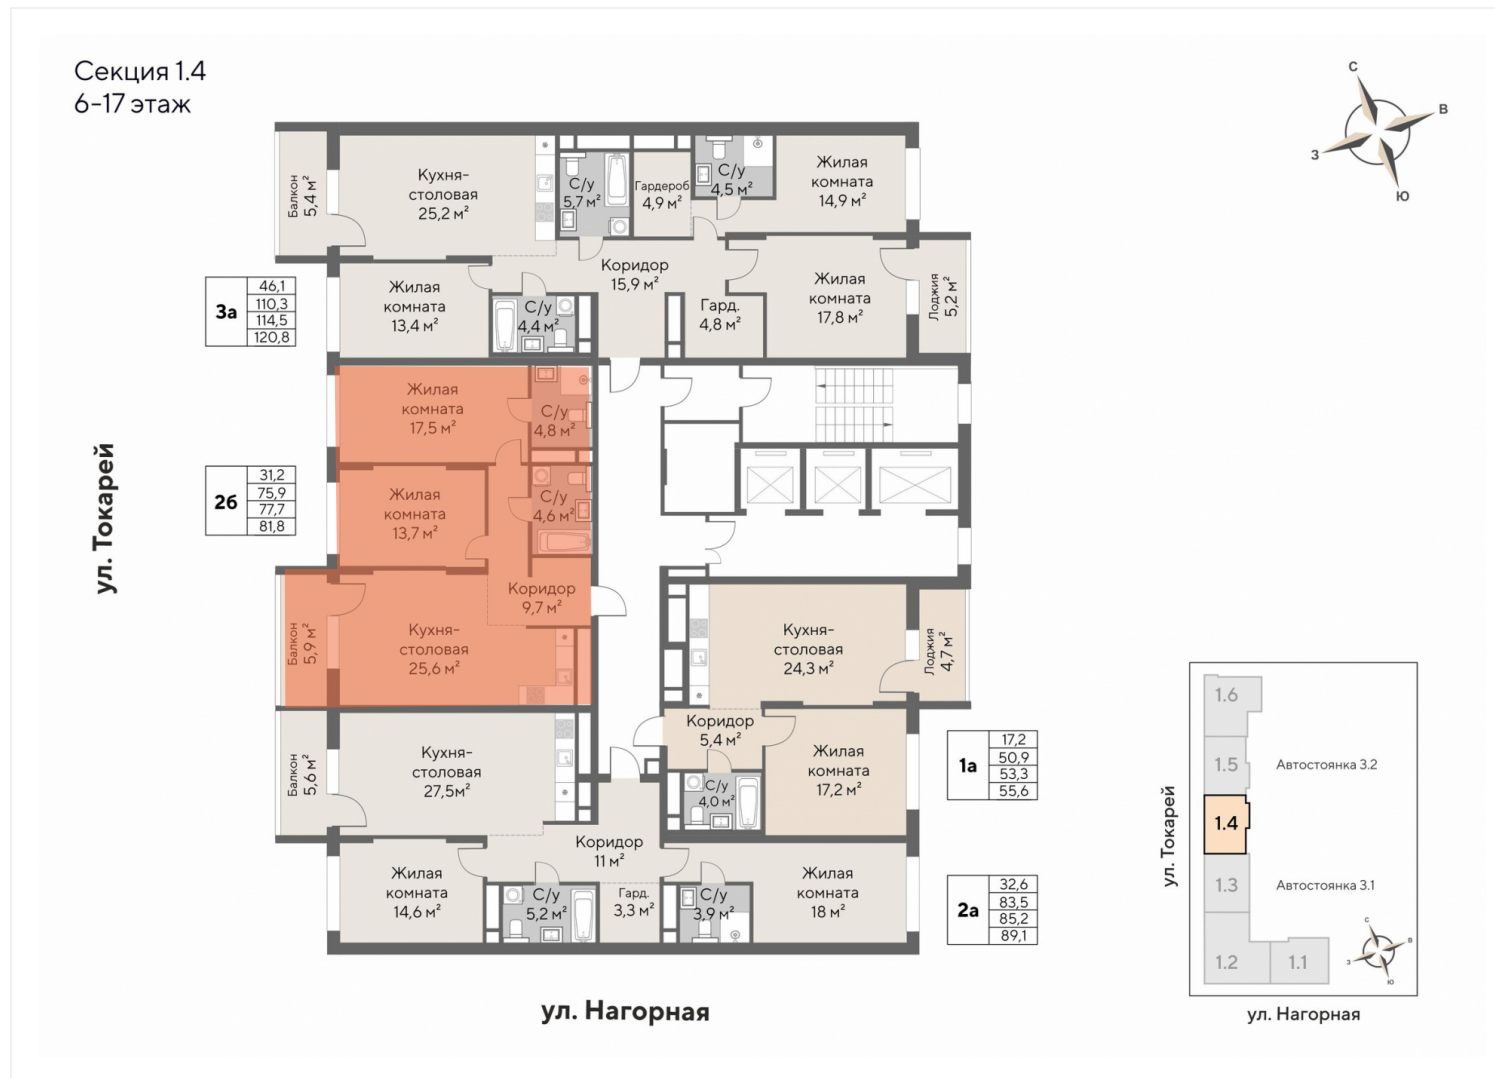 Секция 1.4
6-17 этаж
С
В
З
Ю
Балкон
5,4 м²
Кухня-
столовая
25,2 м²
С/у
5,7 м²
Гардероб
4,9 м²
С/у
4,5 м²
Жилая
комната
14,9 м²
Коридор
15,9 м²
Жилая
комната
13,4 м²
С/у
4,4 м²
Гард.
4,8 м²
Жилая
комната
17,8 м²
Лоджия
5,2 м²
3а
46,1
110,3
114,5
120,8
Жилая
комната
17,5 м²
С/у
4,8 м²
2б
31,2
75,9
77,7
81,8
Жилая
комната
13,7 м²
С/у
4,6 м²
ул. Токарей
Коридор
9,7 м²
Балкон
5,9 м²
Кухня-
столовая
25,6 м²
Кухня-
столовая
24,3 м²
Лоджия
4,7 м²
Коридор
5,4 м²
Жилая
комната
17,2 м²
С/у
4,0 м²
1а
17,2
50,9
53,3
55,6
Балкон
5,6 м²
Кухня-
столовая
27,5 м²
Коридор
11 м²
Жилая
комната
14,6 м²
С/у
5,2 м²
Гард.
3,3 м²
С/у
3,9 м²
Жилая
комната
18 м²
2а
32,6
83,5
85,2
89,1
ул. Нагорная
1.6
1.5
Автостоянка 3.2
1.4
1.3
Автостоянка 3.1
1.2
1.1
ул. Токарей
С
В
З
Ю
ул. Нагорная